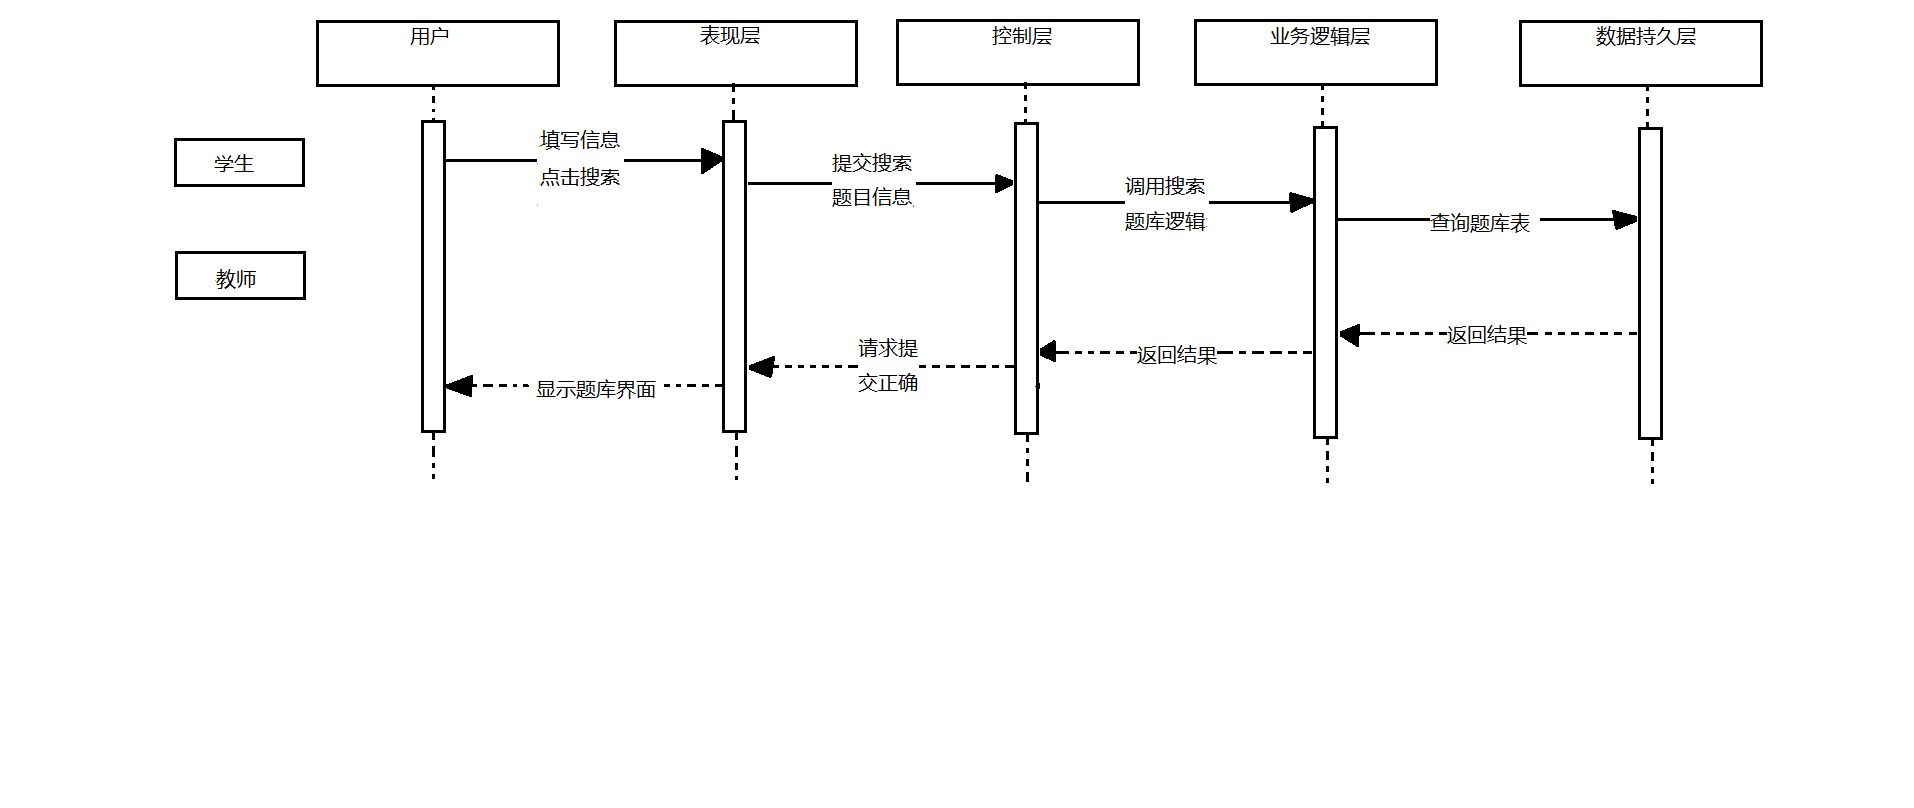 用户
表现层
控制层
业务逻辑层
数据持久层
学生
填写信息
点击搜索
提交搜索
题目信息
调用搜索
题库逻辑
查询题库表
教师
返回结果
返回结果
请求提
交正确
显示题库界面